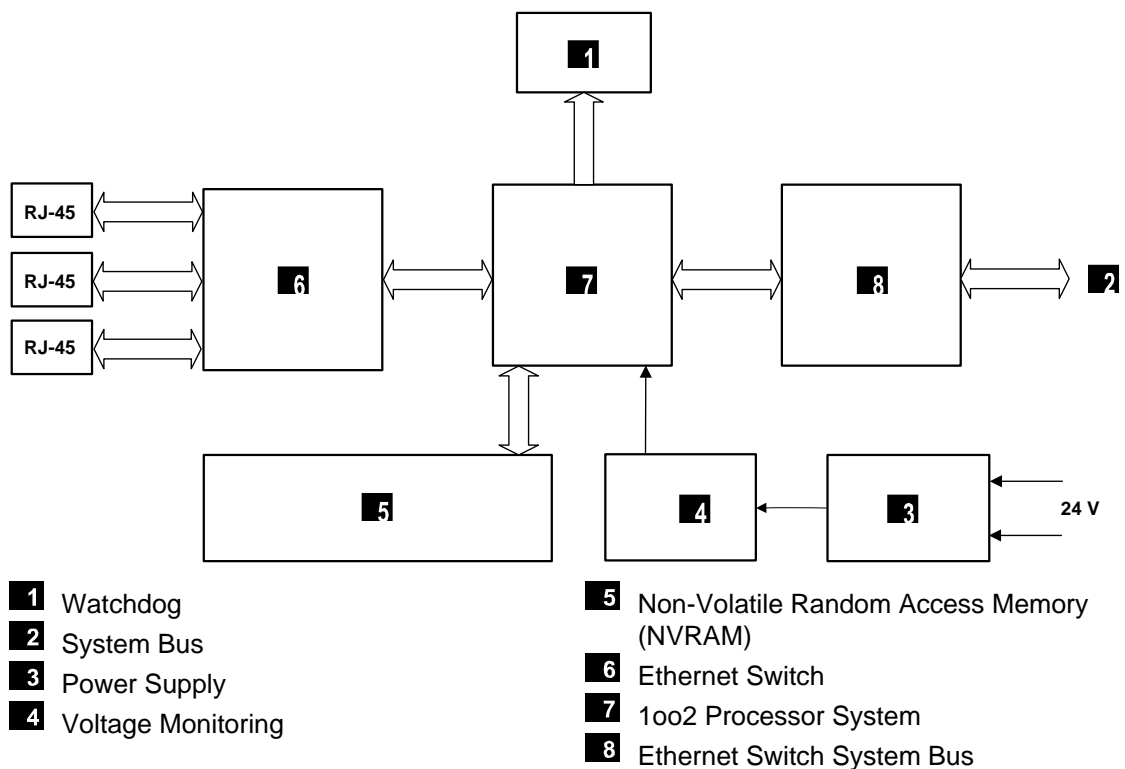 1
RJ-45
RJ-45
RJ-45
6
7
8
2
5
4
3
24 V
1 Watchdog
2 System Bus
3 Power Supply
4 Voltage Monitoring
5 Non-Volatile Random Access Memory
(NVRAM)
6 Ethernet Switch
7 1oo2 Processor System
8 Ethernet Switch System Bus